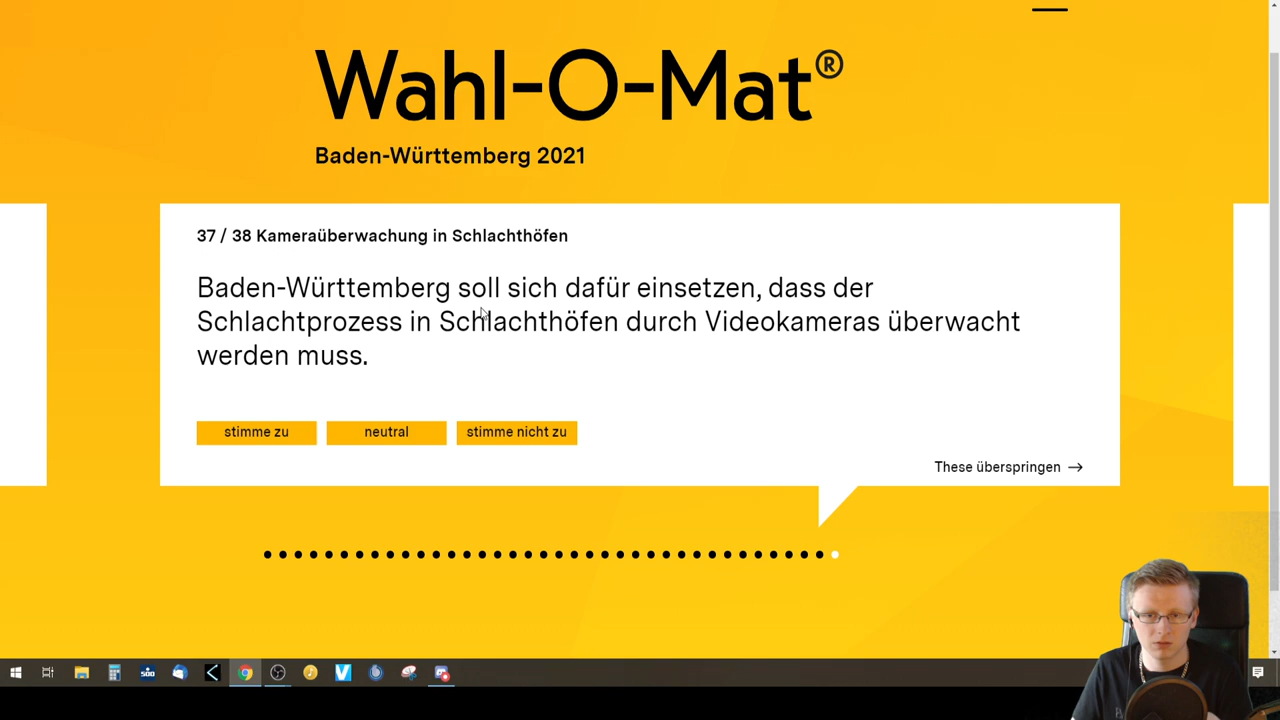 Wahl-O-Mat®
Baden-Württemberg 2021
37 / 38 Kameraüberwachung in Schlachthöfen
Baden-Württemberg soll sich dafür einsetzen, dass der
Schlachtprozess in Schlachthöfen durch Videokameras überwacht
werden muss.
stimme zu neutral stimme nicht zu
These überspringen →
500 V